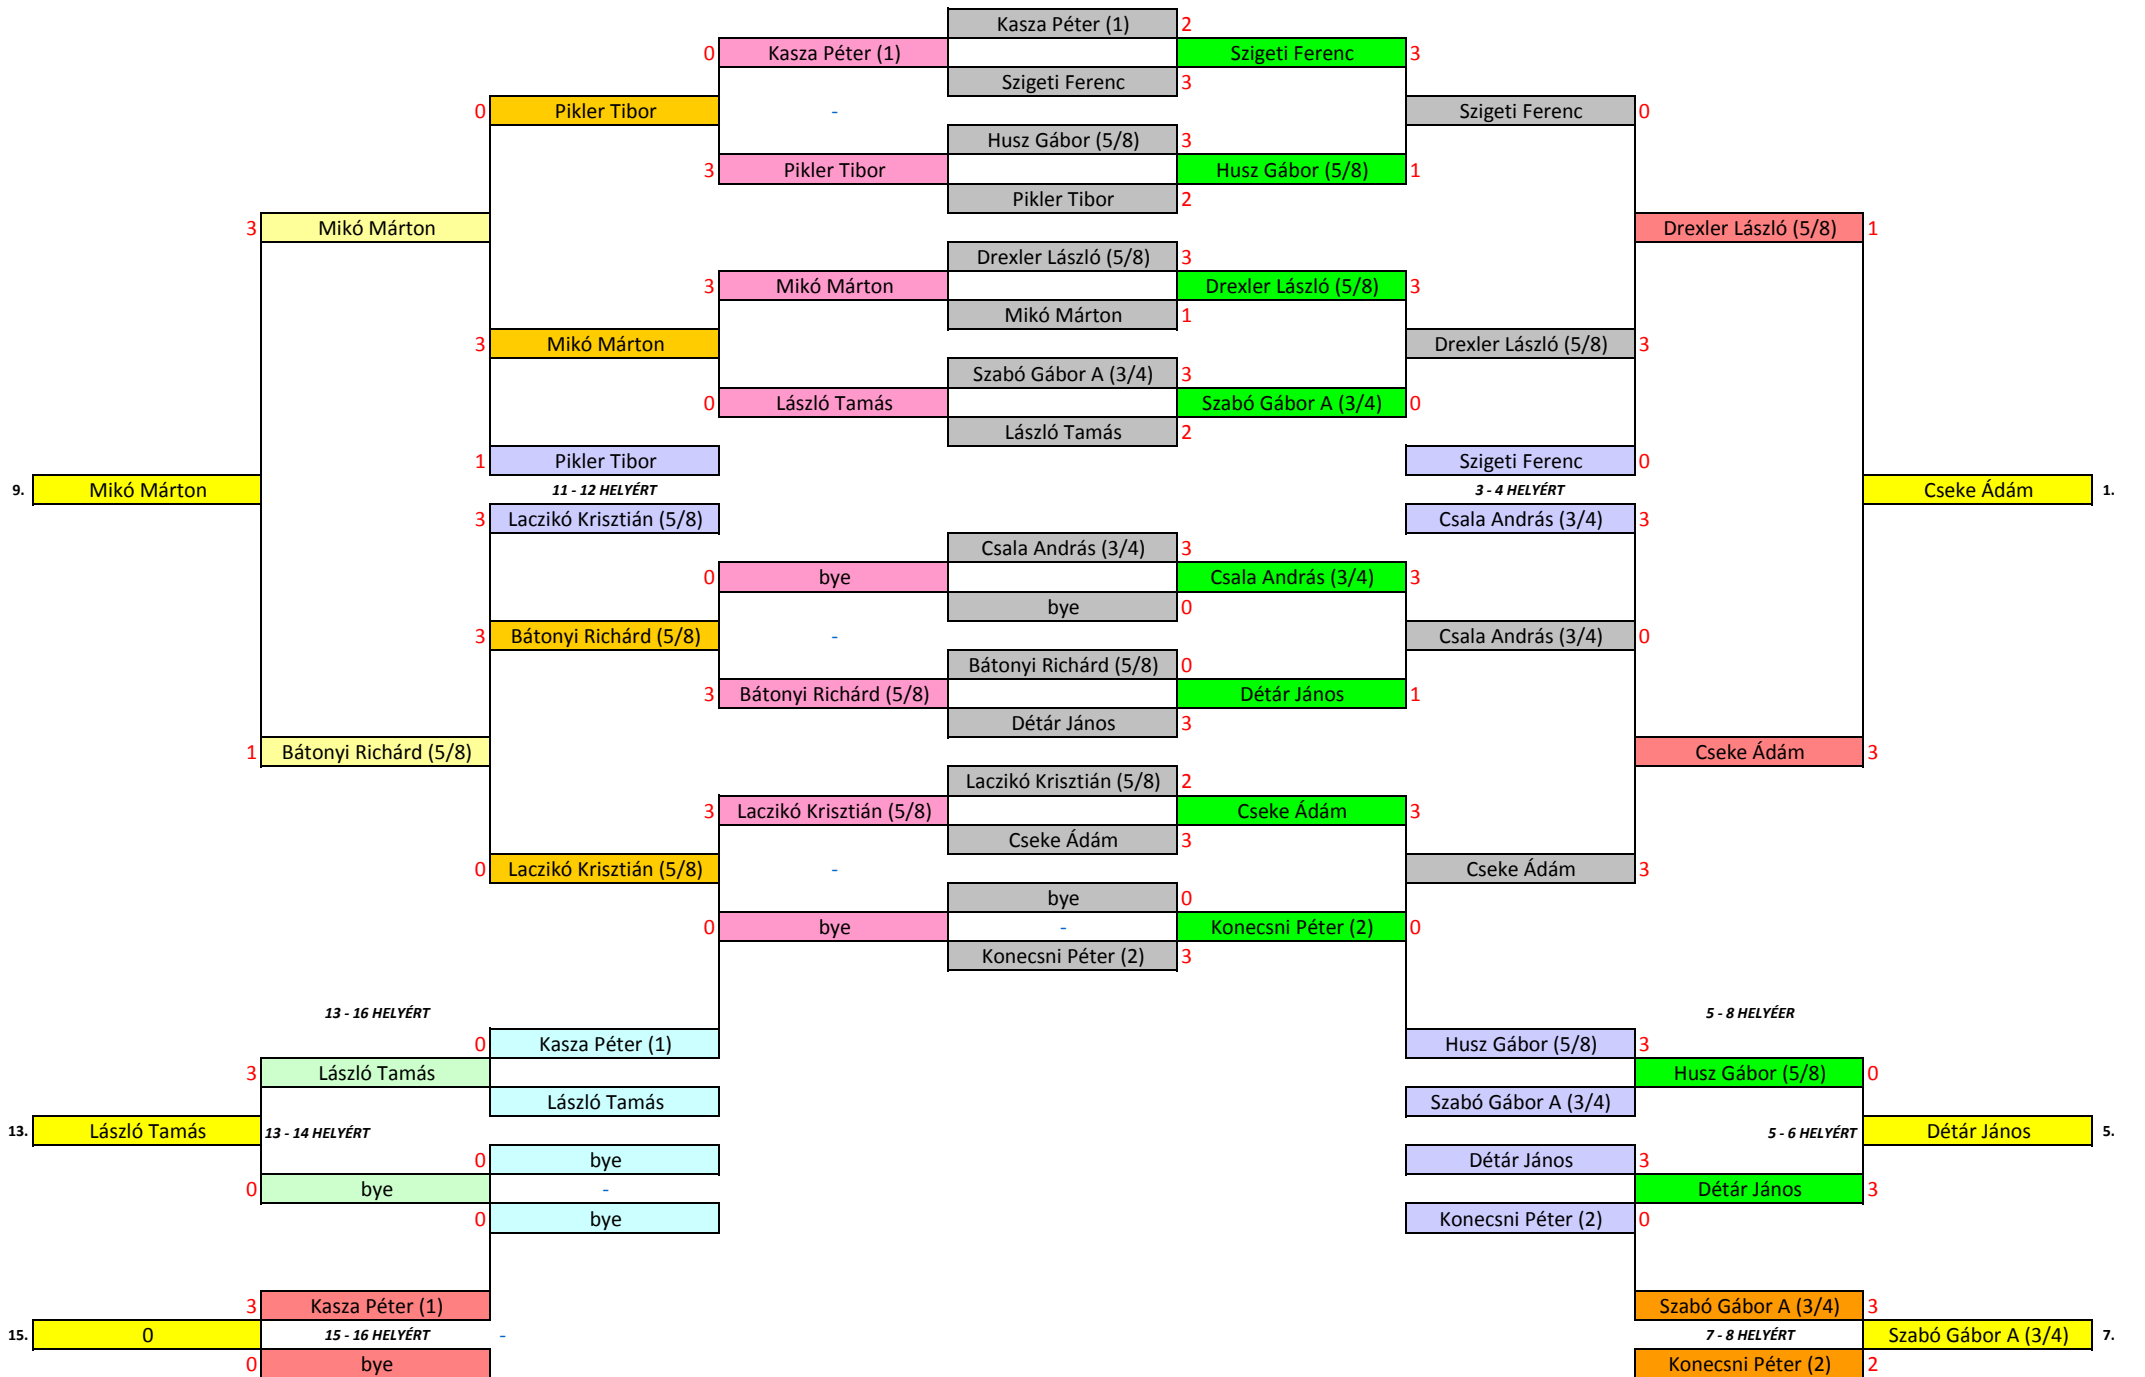 Kasza Péter (1) 2
0 Kasza Péter (1) Szigeti Ferenc 3
Szigeti Ferenc 3
0 Pikler Tibor - Szigeti Ferenc 0
Husz Gábor (5/8) 3
3 Pikler Tibor Husz Gábor (5/8) 1
Pikler Tibor 2
3 Mikó Márton Drexler László (5/8) 1
Drexler László (5/8) 3
3 Mikó Márton Drexler László (5/8) 3
Mikó Márton 1
3 Mikó Márton Drexler László (5/8) 3
Szabó Gábor A (3/4) 3
0 László Tamás Szabó Gábor A (3/4) 0
László Tamás 2
1 Pikler Tibor Szigeti Ferenc 0
9. Mikó Márton 11 - 12 HELYÉRT 3 - 4 HELYÉRT Cseke Ádám 1.
3 Laczikó Krisztián (5/8) Csala András (3/4) 3
Csala András (3/4) 3
0 bye Csala András (3/4) 3
bye 0
3 Bátonyi Richárd (5/8) - Csala András (3/4) 0
Bátonyi Richárd (5/8) 0
3 Bátonyi Richárd (5/8) Détár János 1
Détár János 3
1 Bátonyi Richárd (5/8) Cseke Ádám 3
Laczikó Krisztián (5/8) 2
3 Laczikó Krisztián (5/8) Cseke Ádám 3
Cseke Ádám 3
0 Laczikó Krisztián (5/8) - Cseke Ádám 3
bye 0
0 bye - Konecsni Péter (2) 0
Konecsni Péter (2) 3
13 - 16 HELYÉRT 5 - 8 HELYÉER
0 Kasza Péter (1) Husz Gábor (5/8) 3
3 László Tamás Husz Gábor (5/8) 0
László Tamás Szabó Gábor A (3/4)
13. László Tamás 13 - 14 HELYÉRT 5 - 6 HELYÉRT Détár János 5.
0 bye Détár János 3
0 bye - Détár János 3
0 bye Konecsni Péter (2) 0
3 Kasza Péter (1) Szabó Gábor A (3/4) 3
15. 0 15 - 16 HELYÉRT - 7 - 8 HELYÉRT Szabó Gábor A (3/4) 7.
0 bye Konecsni Péter (2) 2